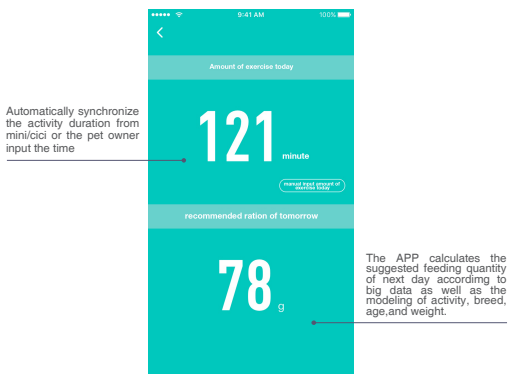 9:41 AM
100%
Amount of exercise today
Automatically synchronize
the activity duration from
mini/cici or the pet owner
input the time
121 minute
manual input amount of
exercise today
recommended ration of tomorrow
78 g
The APP calculates the
suggested feeding quantity
of next day accordirng to
big data as well as the
modeling of activity, breed,
age,and weight.